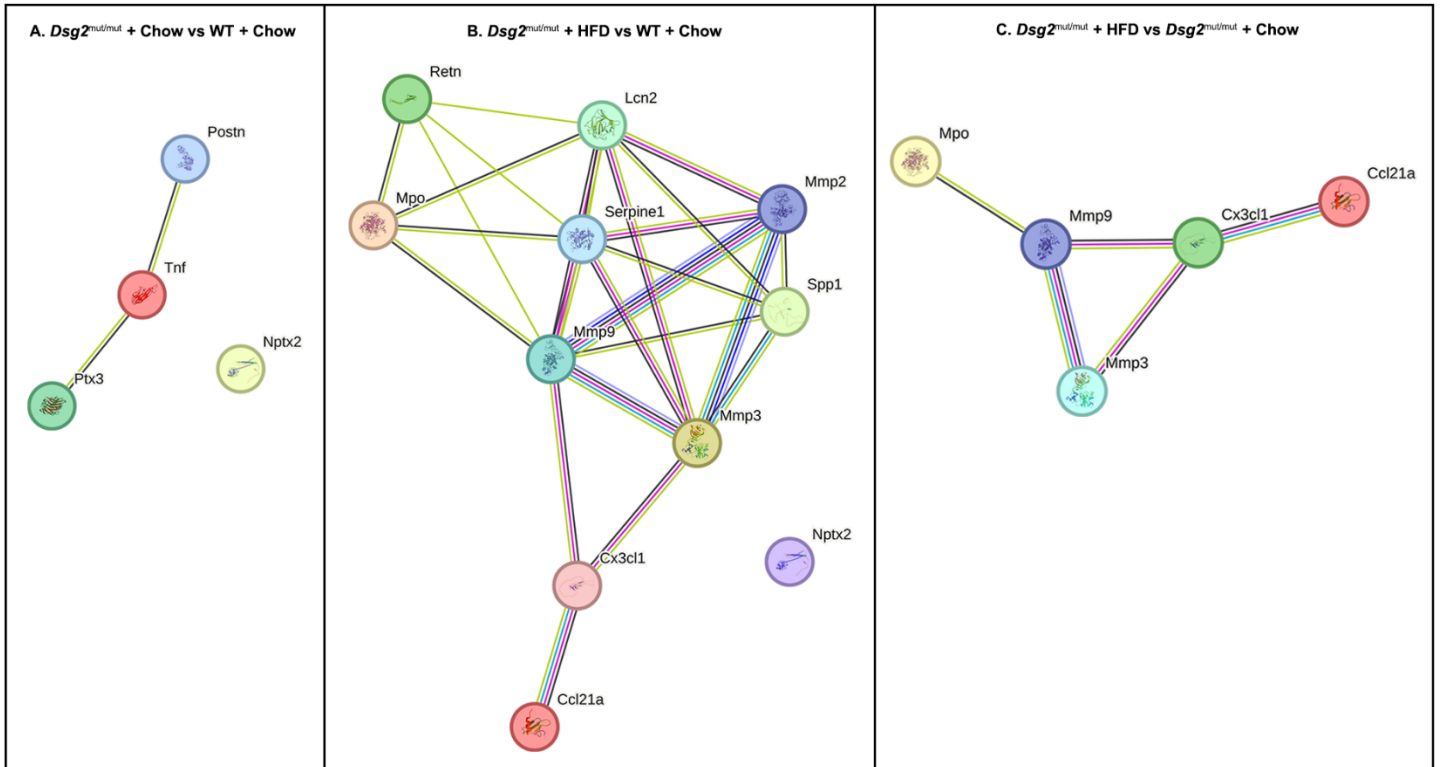 A. Dsg2mut/mut + Chow vs WT + Chow
Postn
Tnf
Nptx2
Ptx3
B. Dsg2mut/mut + HFD vs WT + Chow
Retn
Lcn2
Mmp2
Mpo
Serpine1
Spp1
Mmp9
Mmp3
Nptx2
Cx3cl1
Ccl21a
C. Dsg2mut/mut + HFD vs Dsg2mut/mut + Chow
Mpo
Ccl21a
Mmp9
Cx3cl1
Mmp3